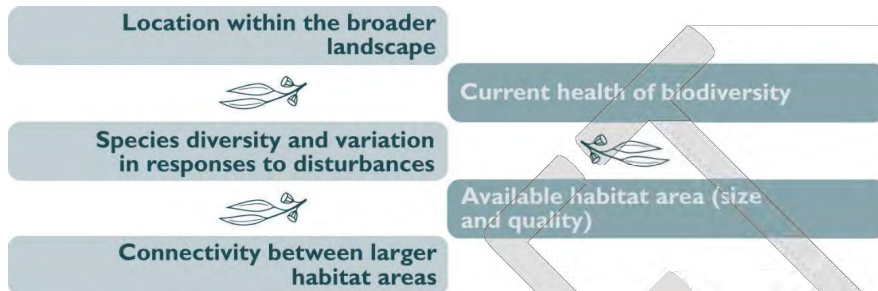 Location within the broader
landscape
Current health of biodiversity
Species diversity and variation
in responses to disturbances
Available habitat area (size
and quality)
Connectivity between larger
habitat areas